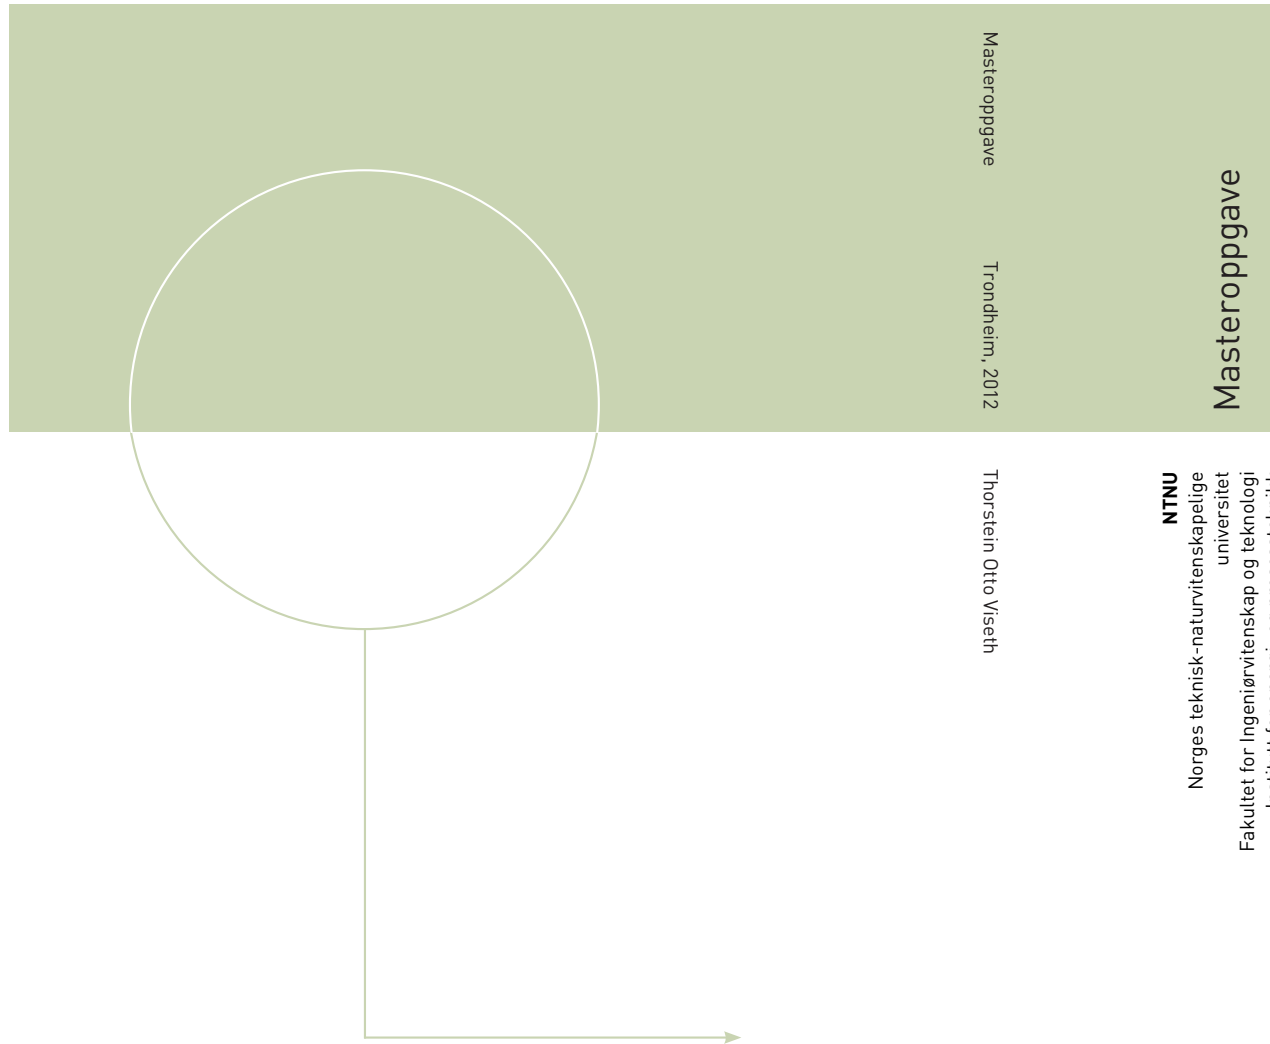 Masteroppgave
Trondheim, 2012
Thorstein Otto Viseth
Masteroppgave
NTNU
Norges teknisk-naturvitenskapelige
universitet
Fakultet for Ingeniørvitenskap og teknologi